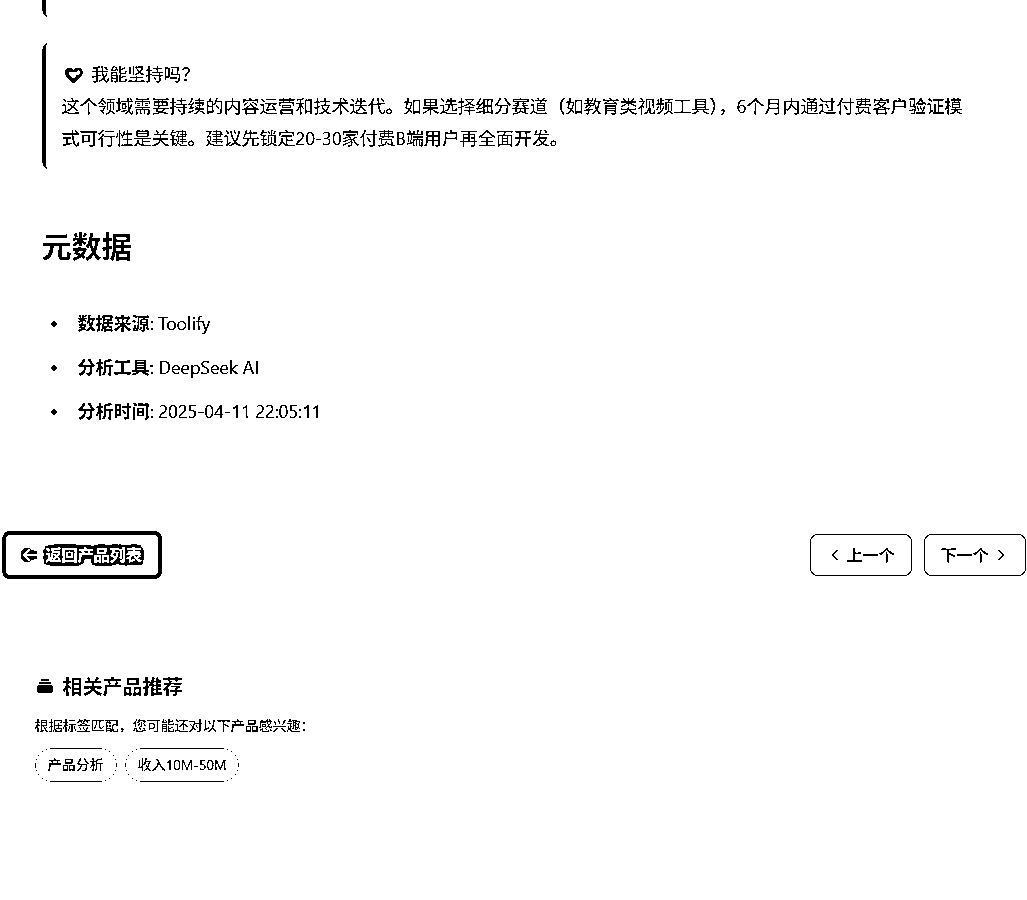 我能坚持吗?
这个领域需要持续的内容运营和技术迭代。如果选择细分赛道（如教育类视频工具），6个月内通过付费客户验证模
式可行性是关键。建议先锁定20-30家付费B端用户再全面开发。
元数据
数据来源: Toolify
分析工具: DeepSeek AI
分析时间: 2025-04-11 22:05:11
返回产品列表
上一个
下一个
相关产品推荐
根据标签匹配，您可能还对以下产品感兴趣：
产品分析
收入10M-50M